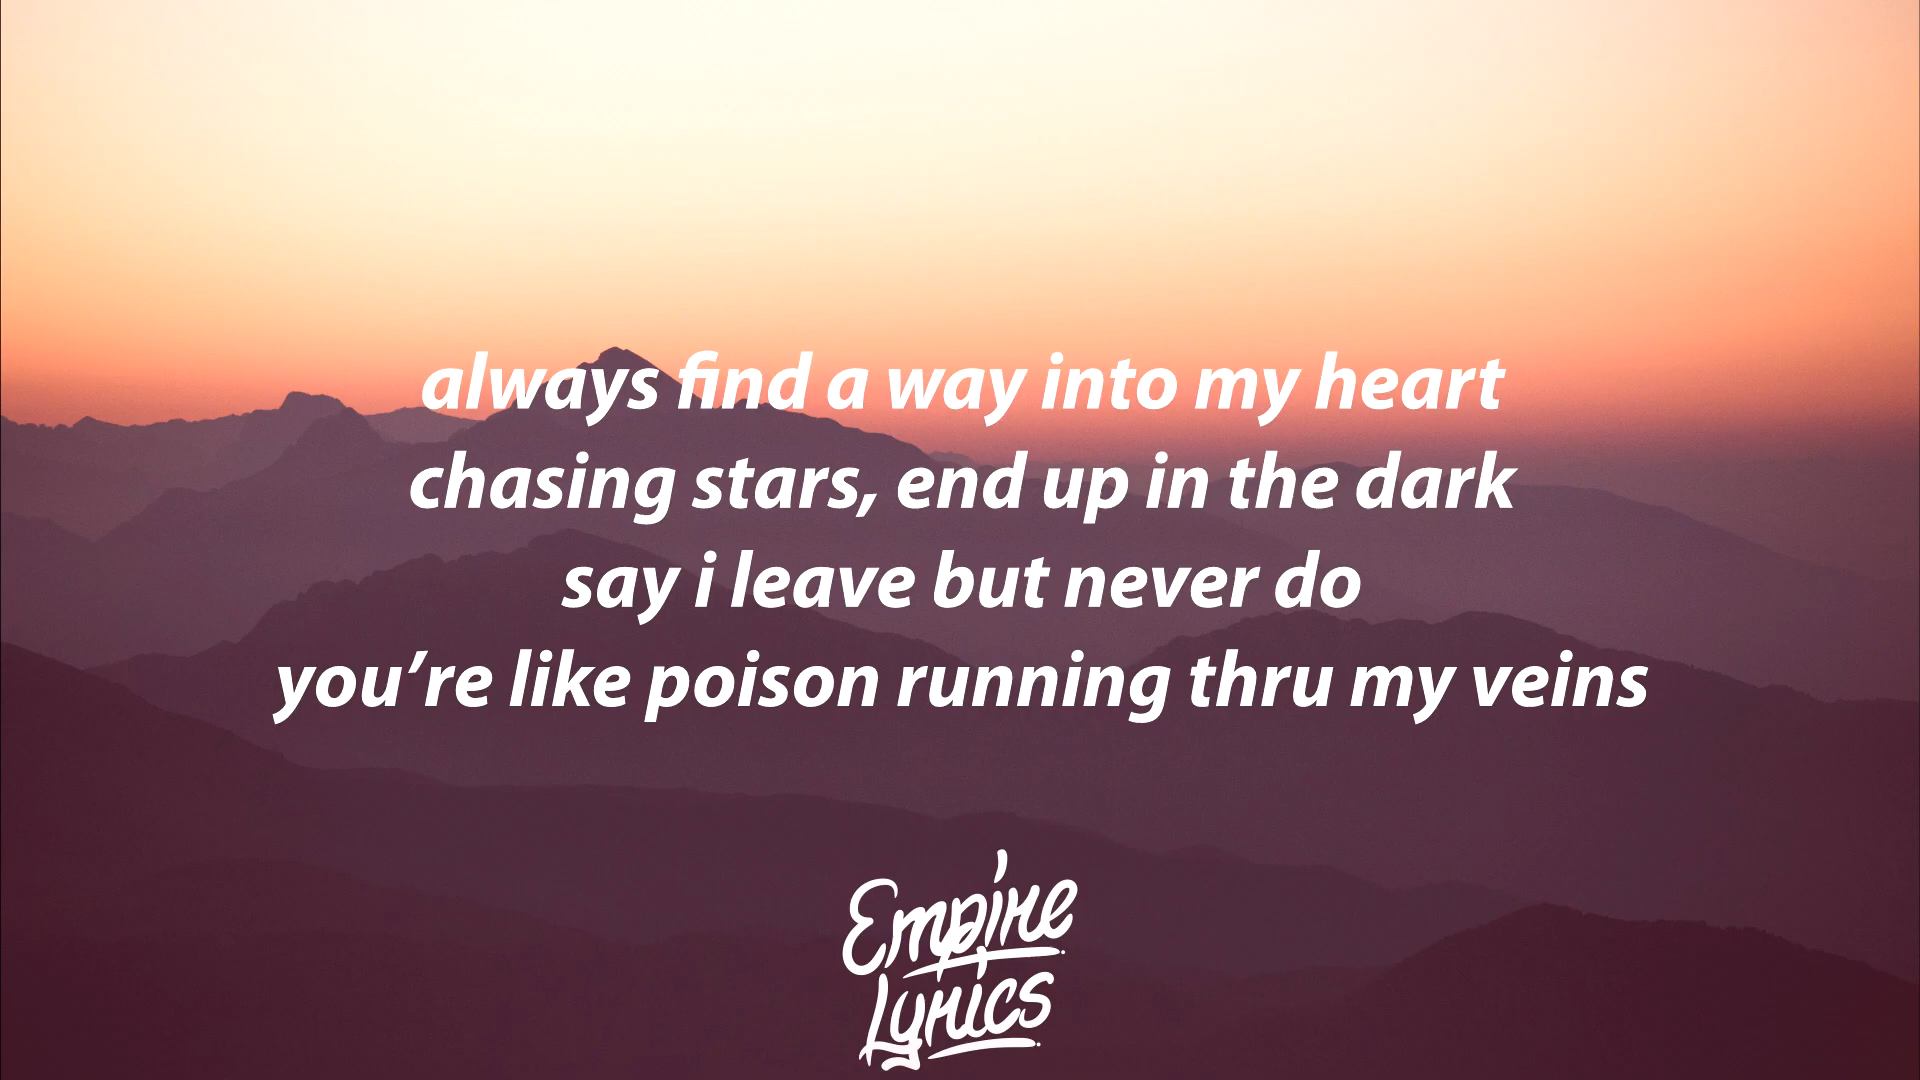 always find a way into my heart
chasing stars, end up in the dark
say i leave but never do
you’re like poison running thru my veins
Empire
Lyrics